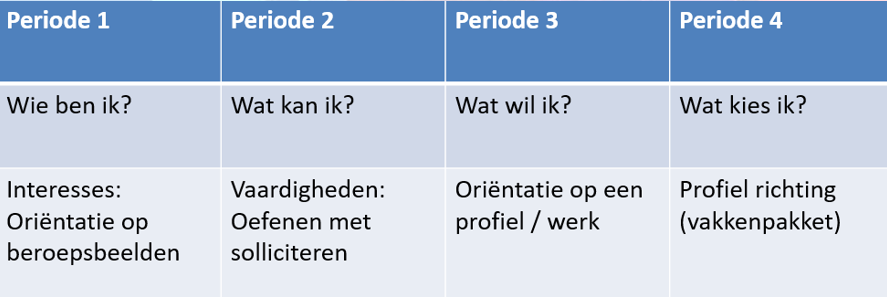 Periode 1
Periode 2
Periode 3
Periode 4
Wie ben ik?
Wat kan ik?
Wat wil ik?
Wat kies ik?
Interesses:
Oriëntatie op
beroepsbeelden
Vaardigheden:
Oefenen met
solliciteren
Oriëntatie op een
profiel / werk
Profiel richting
(vakkenpakket)